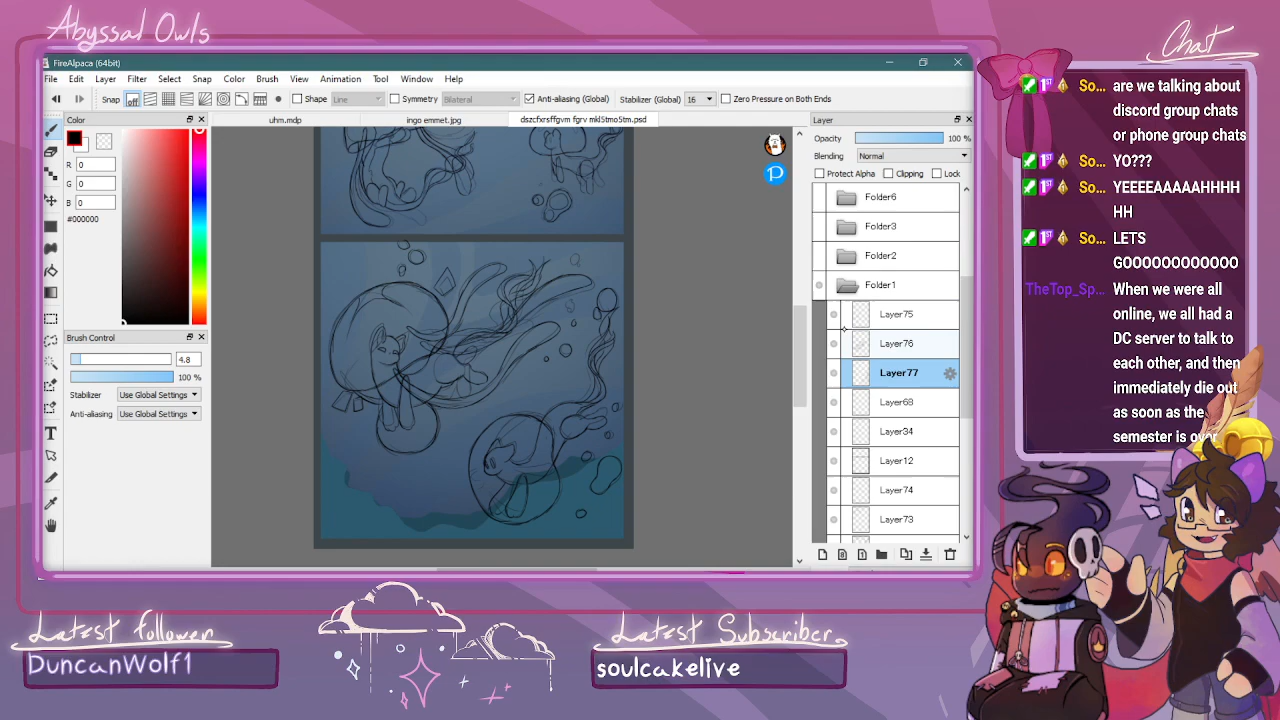 Abyssal Owls
Chat
FireAlpaca (64bit)
File Edit Layer Filter Select Snap Color Brush View Animation Tool Window Help
Snap off Shape Line Symmetry Bilateral Anti-aliasing (Global) Stabilizer (Global) 16 Zero Pressure on Both Ends
Color
uhm.mdp
ingo emmet.jpg
dszcfxrsffgvm fgrv mkl5tmo5tm.psd
R 0
G 0
B 0
#000000
Brush Control
4.8
100 %
Stabilizer Use Global Settings
Anti-aliasing Use Global Settings
Layer
Opacity 100 %
Blending Normal
Protect Alpha Clipping Lock
Folder6
Folder3
Folder2
Folder1
Layer75
Layer76
Layer77
Layer68
Layer34
Layer12
Layer74
Layer73
So... are we talking about
discord group chats
or phone group chats
So... YO???
So... YEEEEAAAAAHHHH
HH
So... LETS
GOOOOOOOOOOO
TheTop_Sp... When we were all
online, we all had a
DC server to talk to
each other, and then
immediately die out
as soon as the
semester is over
Latest follower
DuncanWolf1
Latest Subscriber
soulcakelive